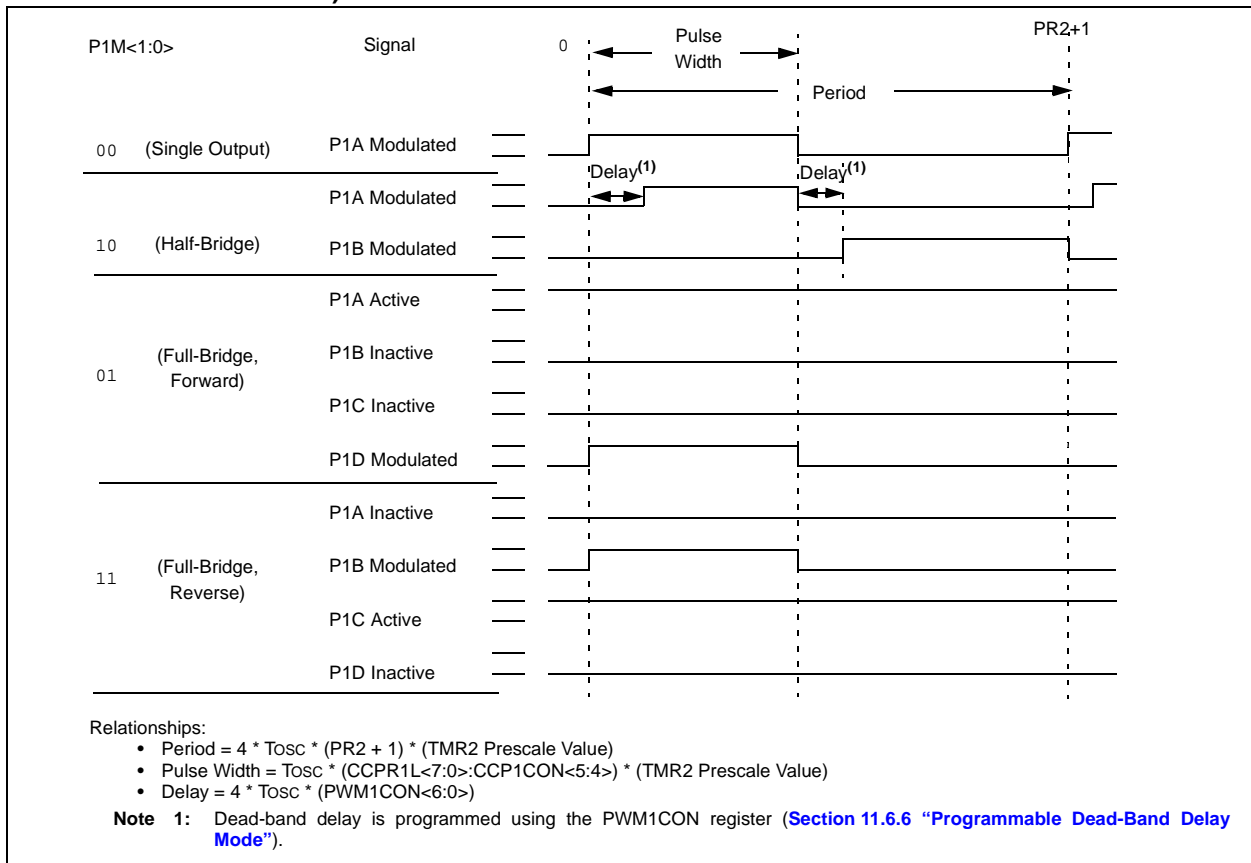 P1M<1:0> Signal 0 Pulse Width PR2+1
Period
00 (Single Output) P1A Modulated
Delay(1) Delay(1)
P1A Modulated
10 (Half-Bridge) P1B Modulated
P1A Active
01 (Full-Bridge, Forward) P1B Inactive
P1C Inactive
P1D Modulated
P1A Inactive
11 (Full-Bridge, Reverse) P1B Modulated
P1C Active
P1D Inactive
Relationships:
• Period = 4 * TOSC * (PR2 + 1) * (TMR2 Prescale Value)
• Pulse Width = TOSC * (CCPR1L<7:0>:CCP1CON<5:4>) * (TMR2 Prescale Value)
• Delay = 4 * TOSC * (PWM1CON<6:0>)
Note 1: Dead-band delay is programmed using the PWM1CON register (Section 11.6.6 “Programmable Dead-Band Delay
Mode”).